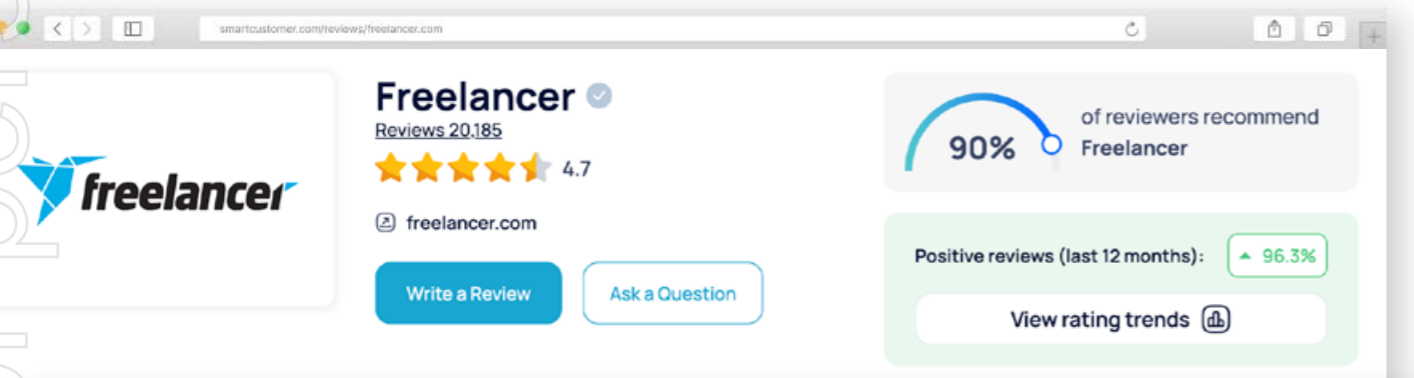 smartcustomer.com/reviews/freelancer.com
freelancer
Freelancer
Reviews 20,185
4.7
freelancer.com
Write a Review
Ask a Question
90%
of reviewers recommend
Freelancer
Positive reviews (last 12 months):
96.3%
View rating trends